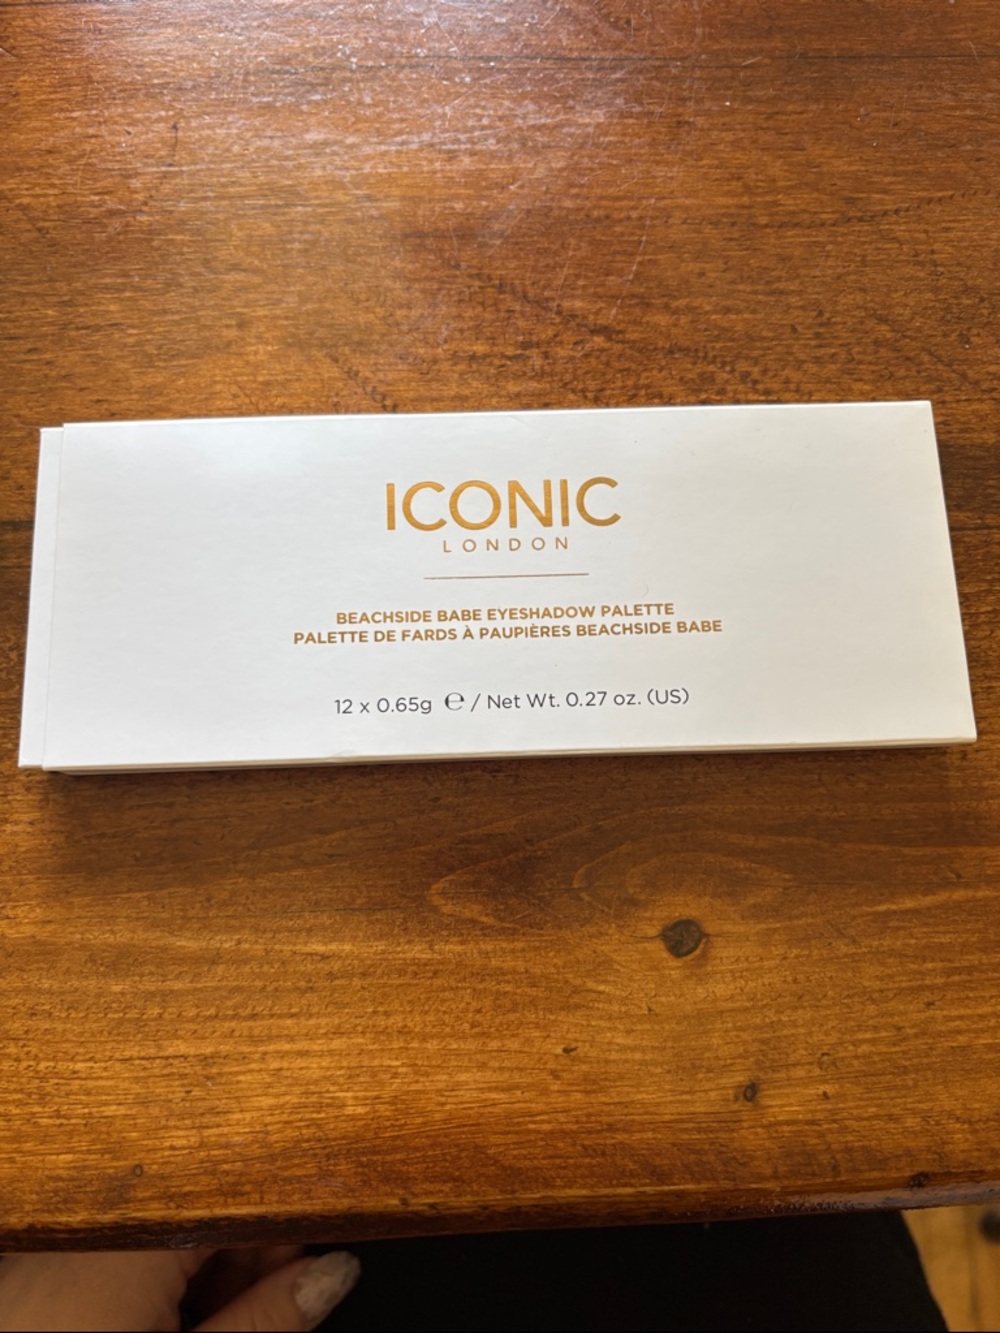 ICONIC
LONDON
BEACHSIDE BABE EYESHADOW PALETTE
PALETTE DE FARDS À PAUPIÈRES BEACHSIDE BABE
12 x 0.65g ℮ / Net Wt. 0.27 oz. (US)